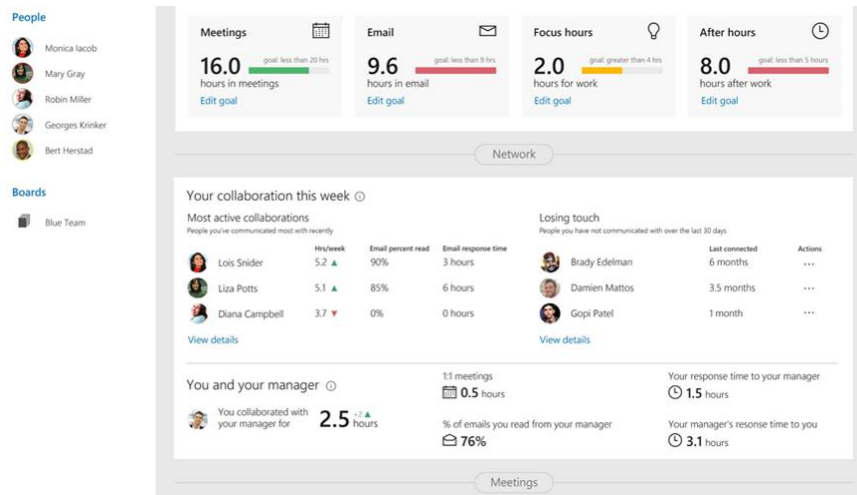 People
Monica Iacob
Mary Gray
Robin Miller
Georges Krinker
Bert Herstad
Boards
Blue Team
Meetings
16.0 goal: less than 20 hrs
hours in meetings
Edit goal
Email
9.6 goal: less than 9 hrs
hours in email
Edit goal
Focus hours
2.0 goal: greater than 4 hrs
hours for work
Edit goal
After hours
8.0 goal: less than 5 hours
hours after work
Edit goal
Network
Your collaboration this week
Most active collaborations
People you've communicated most with recently
Hrs/week Email percent read Email response time
Lois Snider 5.2 ▲ 90% 3 hours
Liza Potts 5.1 ▲ 85% 6 hours
Diana Campbell 3.7 ▼ 0% 0 hours
View details
Losing touch
People you have not communicated with over the last 30 days
Last connected Actions
Brady Edelman 6 months ...
Damien Mattos 3.5 months ...
Gopi Patel 1 month ...
View details
You and your manager
You collaborated with
your manager for
2.5 +2 ▲
hours
1:1 meetings
0.5 hours
% of emails you read from your manager
76%
Your response time to your manager
1.5 hours
Your manager's resonse time to you
3.1 hours
Meetings